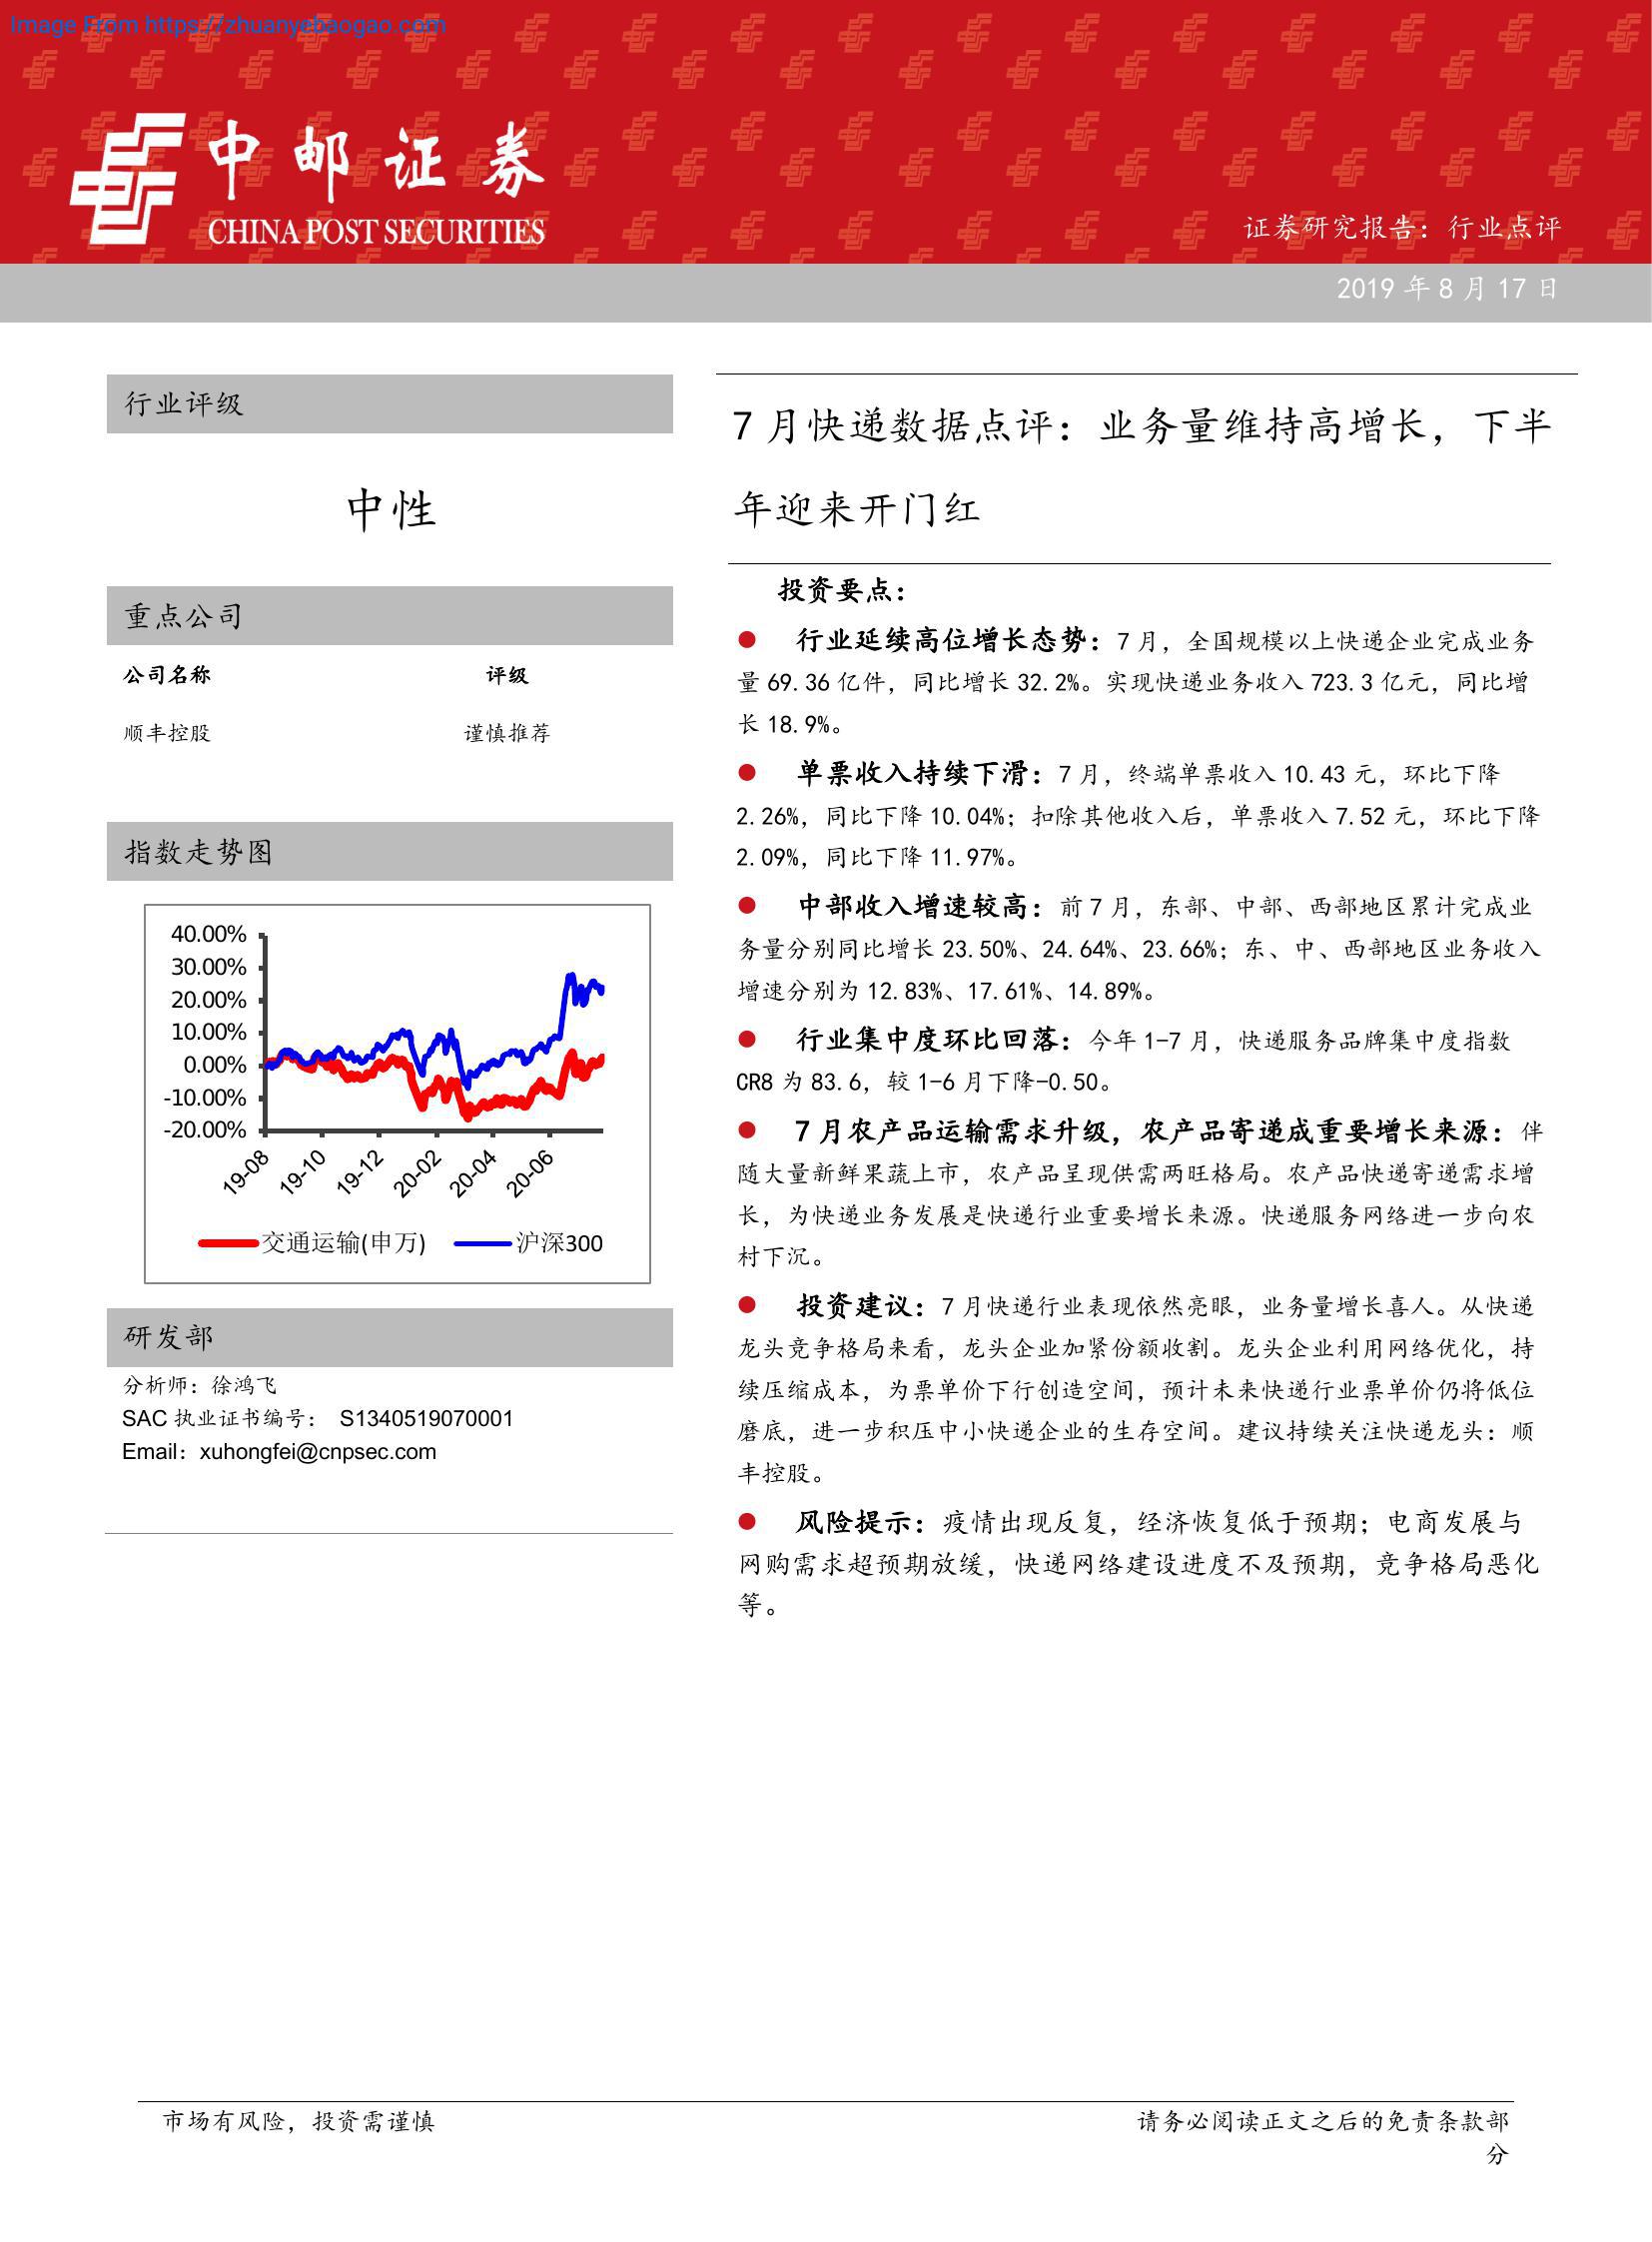 Image From https://zhuanyebaogao.com
中邮证券
CHINA POST SECURITIES
证券研究报告：行业点评
2019 年 8 月 17 日
行业评级
中性
重点公司
公司名称 评级
顺丰控股 谨慎推荐
指数走势图
40.00%
30.00%
20.00%
10.00%
0.00%
-10.00%
-20.00%
19-08 19-10 19-12 20-02 20-04 20-06
交通运输(申万) 沪深300
研发部
分析师：徐鸿飞
SAC 执业证书编号： S1340519070001
Email：xuhongfei@cnpsec.com
7 月快递数据点评：业务量维持高增长，下半
年迎来开门红
投资要点：
● 行业延续高位增长态势：7 月，全国规模以上快递企业完成业务
量 69.36 亿件，同比增长 32.2%。实现快递业务收入 723.3 亿元，同比增
长 18.9%。
● 单票收入持续下滑：7 月，终端单票收入 10.43 元，环比下降
2.26%，同比下降 10.04%；扣除其他收入后，单票收入 7.52 元，环比下降
2.09%，同比下降 11.97%。
● 中部收入增速较高：前 7 月，东部、中部、西部地区累计完成业
务量分别同比增长 23.50%、24.64%、23.66%；东、中、西部地区业务收入
增速分别为 12.83%、17.61%、14.89%。
● 行业集中度环比回落：今年 1-7 月，快递服务品牌集中度指数
CR8 为 83.6，较 1-6 月下降-0.50。
● 7 月农产品运输需求升级，农产品寄递成重要增长来源：伴
随大量新鲜果蔬上市，农产品呈现供需两旺格局。农产品快递寄递需求增
长，为快递业务发展是快递行业重要增长来源。快递服务网络进一步向农
村下沉。
● 投资建议：7 月快递行业表现依然亮眼，业务量增长喜人。从快递
龙头竞争格局来看，龙头企业加紧份额收割。龙头企业利用网络优化，持
续压缩成本，为票单价下行创造空间，预计未来快递行业票单价仍将低位
磨底，进一步积压中小快递企业的生存空间。建议持续关注快递龙头：顺
丰控股。
● 风险提示：疫情出现反复，经济恢复低于预期；电商发展与
网购需求超预期放缓，快递网络建设进度不及预期，竞争格局恶化
等。
市场有风险，投资需谨慎
请务必阅读正文之后的免责条款部
分